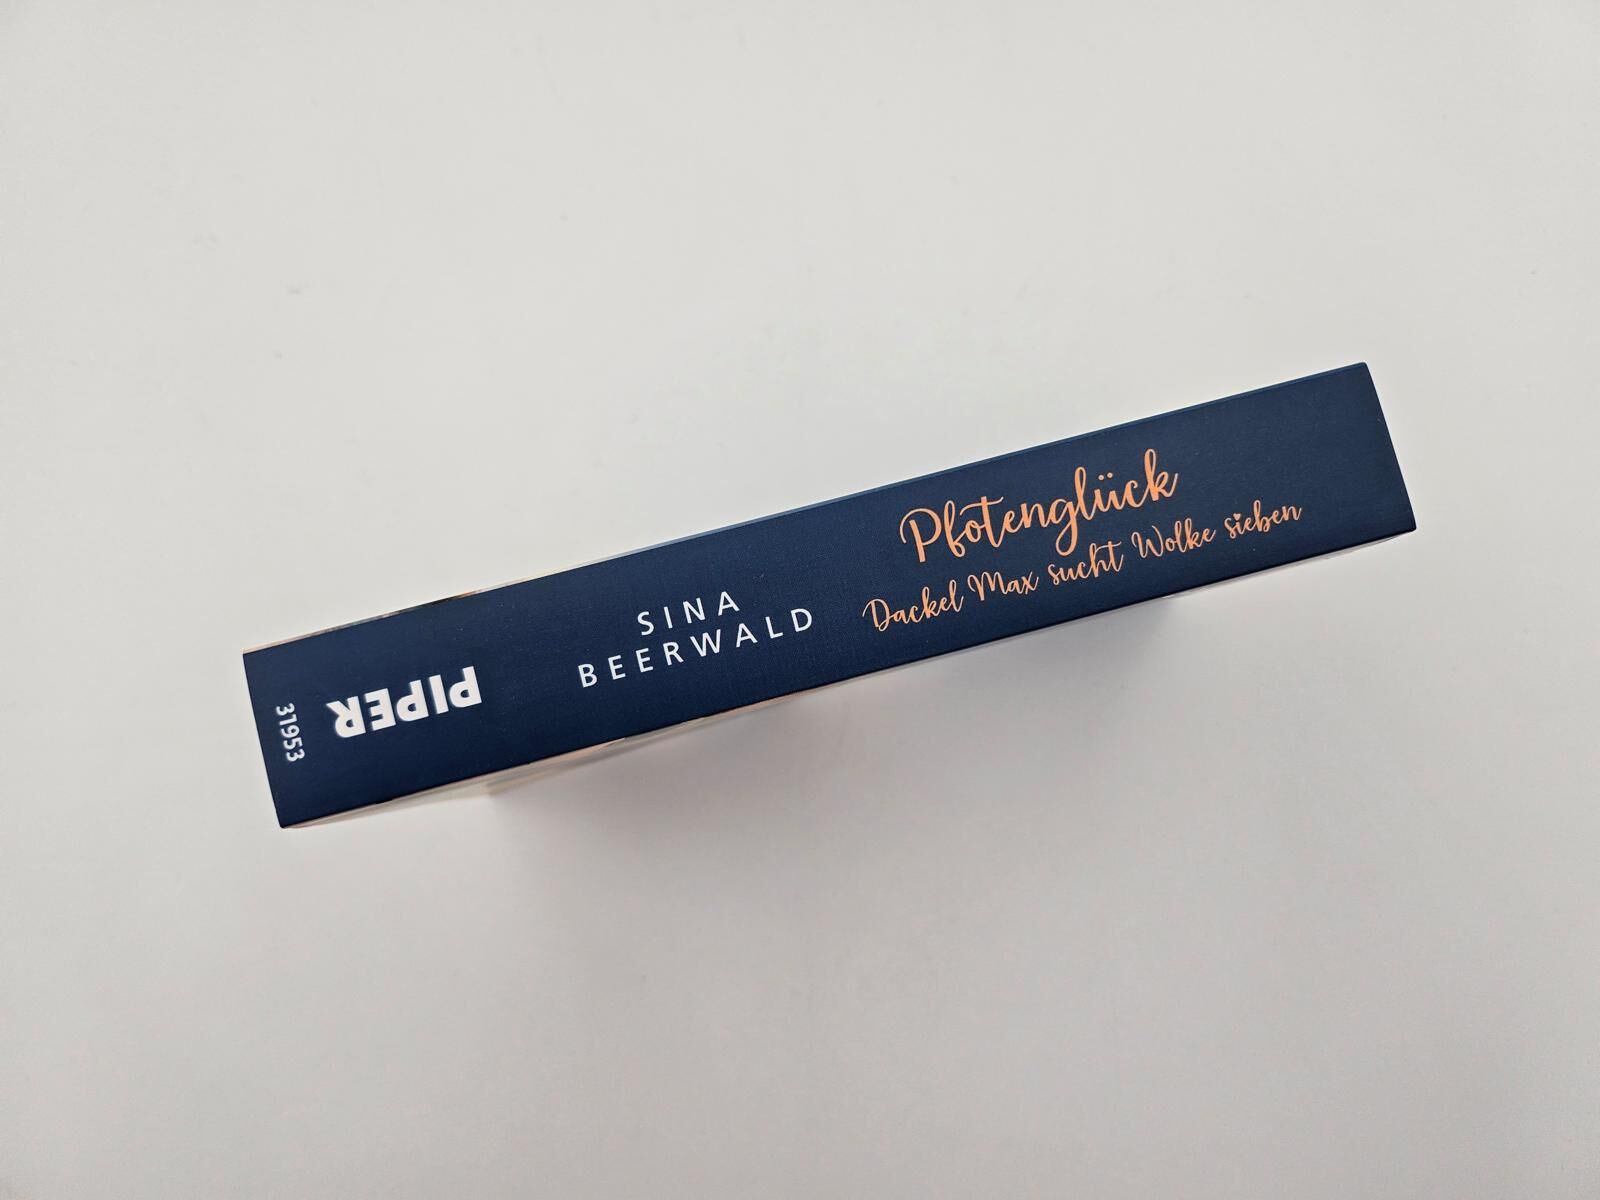 Pfotenglück
Dackel Max sucht Wolke sieben
SINA
BEERWALD
PIPER
31953